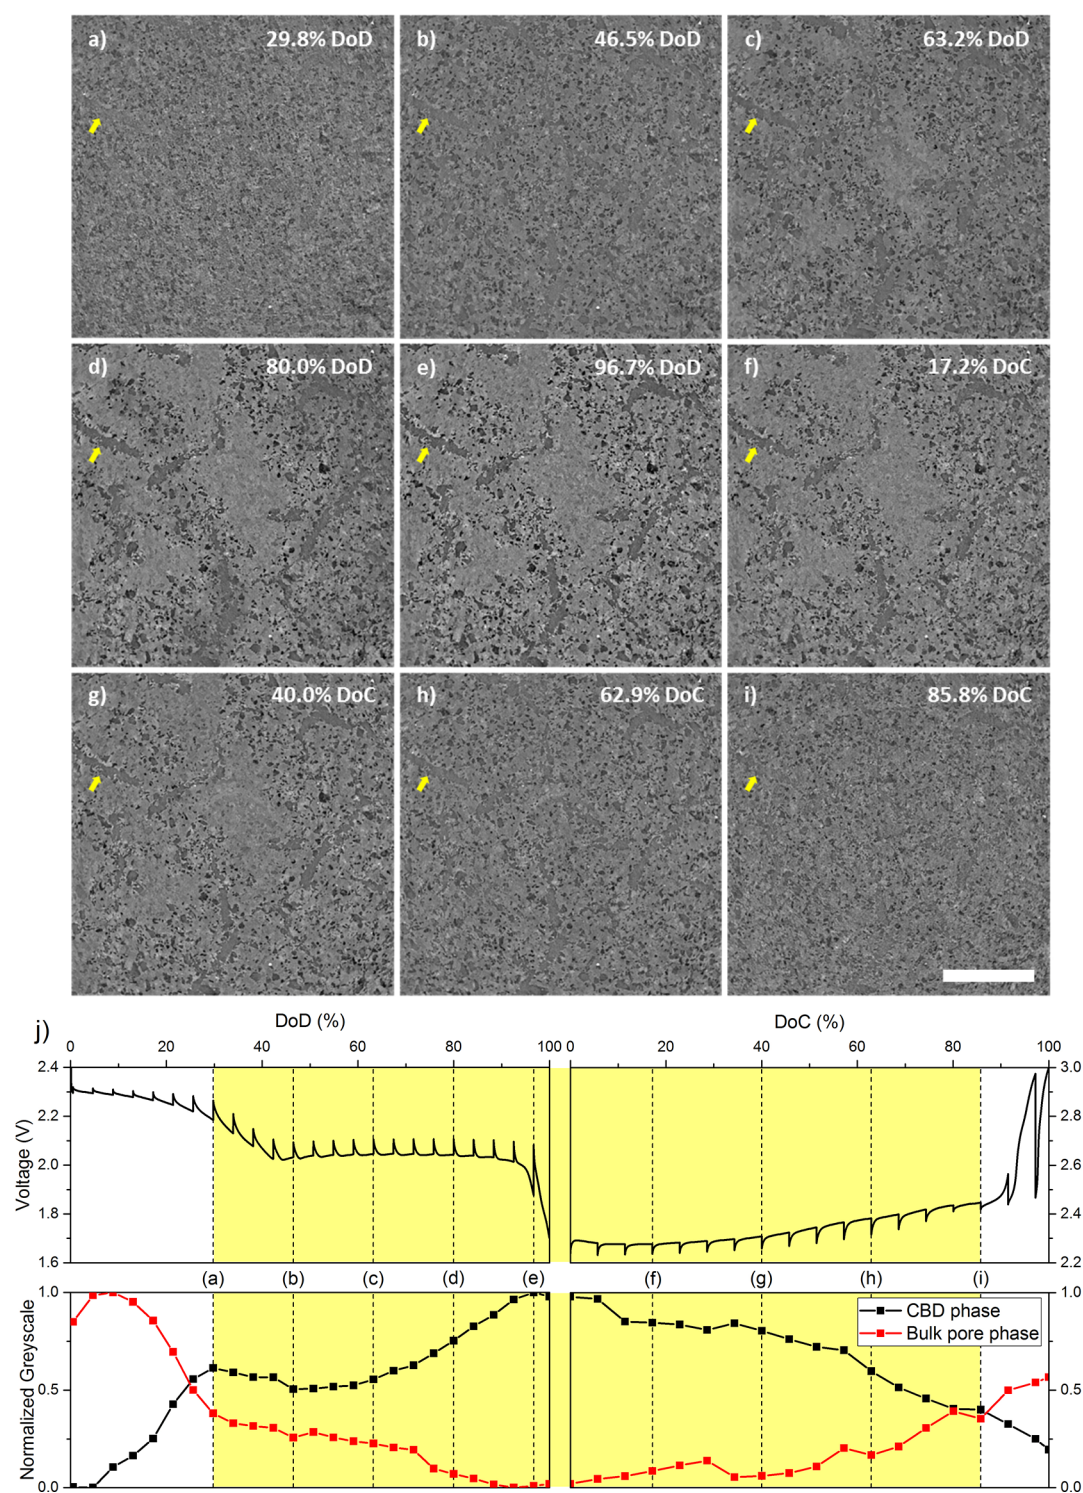 a) 29.8% DoD
b) 46.5% DoD
c) 63.2% DoD
d) 80.0% DoD
e) 96.7% DoD
f) 17.2% DoC
g) 40.0% DoC
h) 62.9% DoC
i) 85.8% DoC
j)
DoD (%)
DoC (%)
0 20 40 60 80 100
0 20 40 60 80 100
Voltage (V)
2.4
2.2
2.0
1.8
1.6
3.0
2.8
2.6
2.4
2.2
(a) (b) (c) (d) (e) (f) (g) (h) (i)
Normalized Greyscale
1.0
0.5
0.0
CBD phase
Bulk pore phase
1.0
0.5
0.0